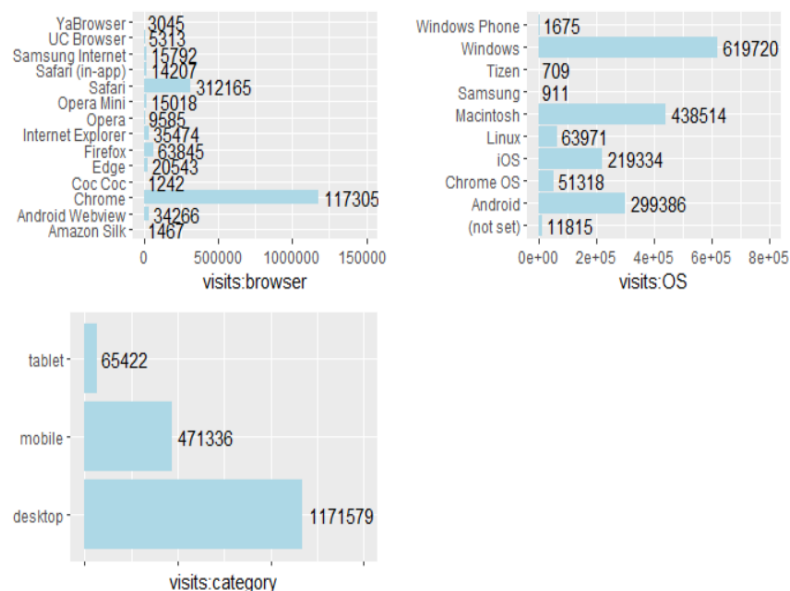 YaBrowser 3045
UC Browser 5313
Samsung Internet 15792
Safari (in-app) 14207
Safari 312165
Opera Mini 15018
Opera 9585
Internet Explorer 35474
Firefox 63845
Edge 20543
Coc Coc 1242
Chrome 117305
Android Webview 34266
Amazon Silk 1467
0 500000 1000000 150000
visits:browser
Windows Phone 1675
Windows 619720
Tizen 709
Samsung 911
Macintosh 438514
Linux 63971
iOS 219334
Chrome OS 51318
Android 299386
(not set) 11815
0e+00 2e+05 4e+05 6e+05 8e+05
visits:OS
tablet 65422
mobile 471336
desktop 1171579
visits:category